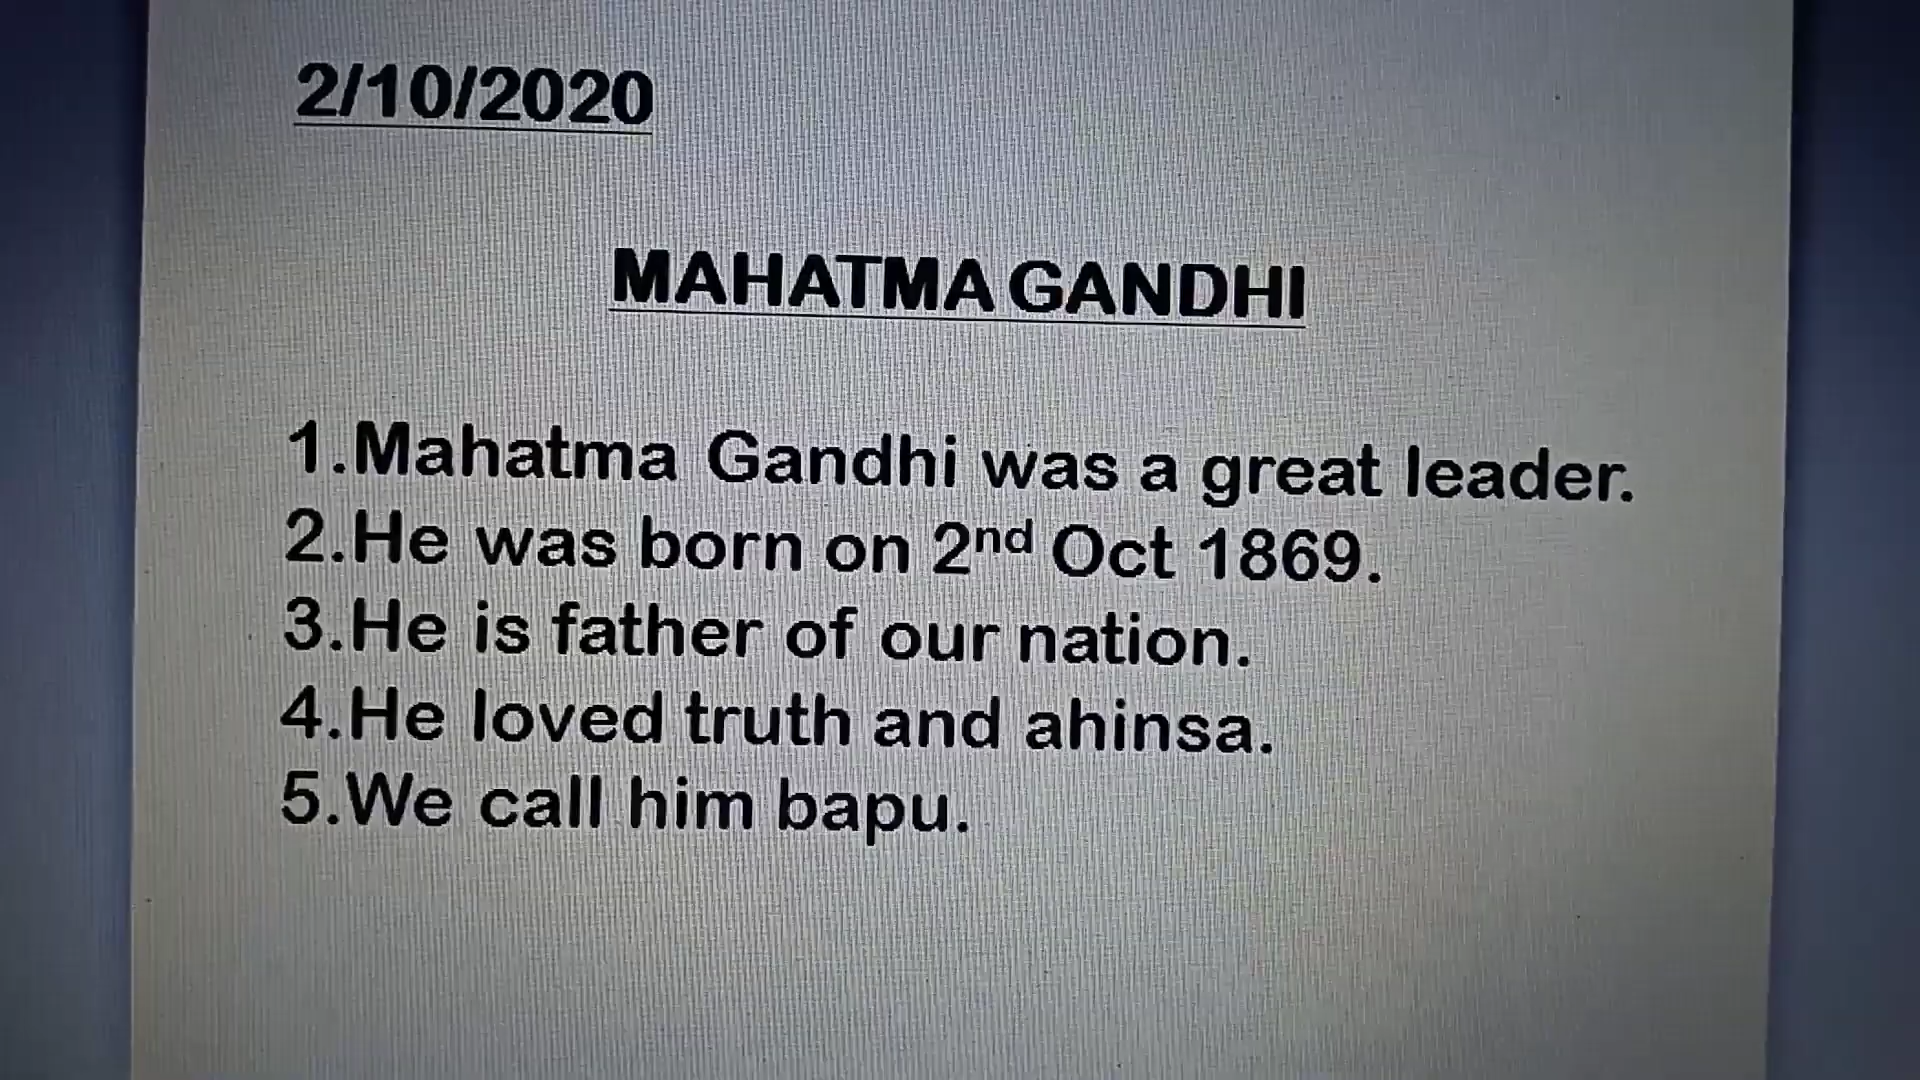 2/10/2020
MAHATMA GANDHI
1.Mahatma Gandhi was a great leader.
2.He was born on 2nd Oct 1869.
3.He is father of our nation.
4.He loved truth and ahinsa.
5.We call him bapu.